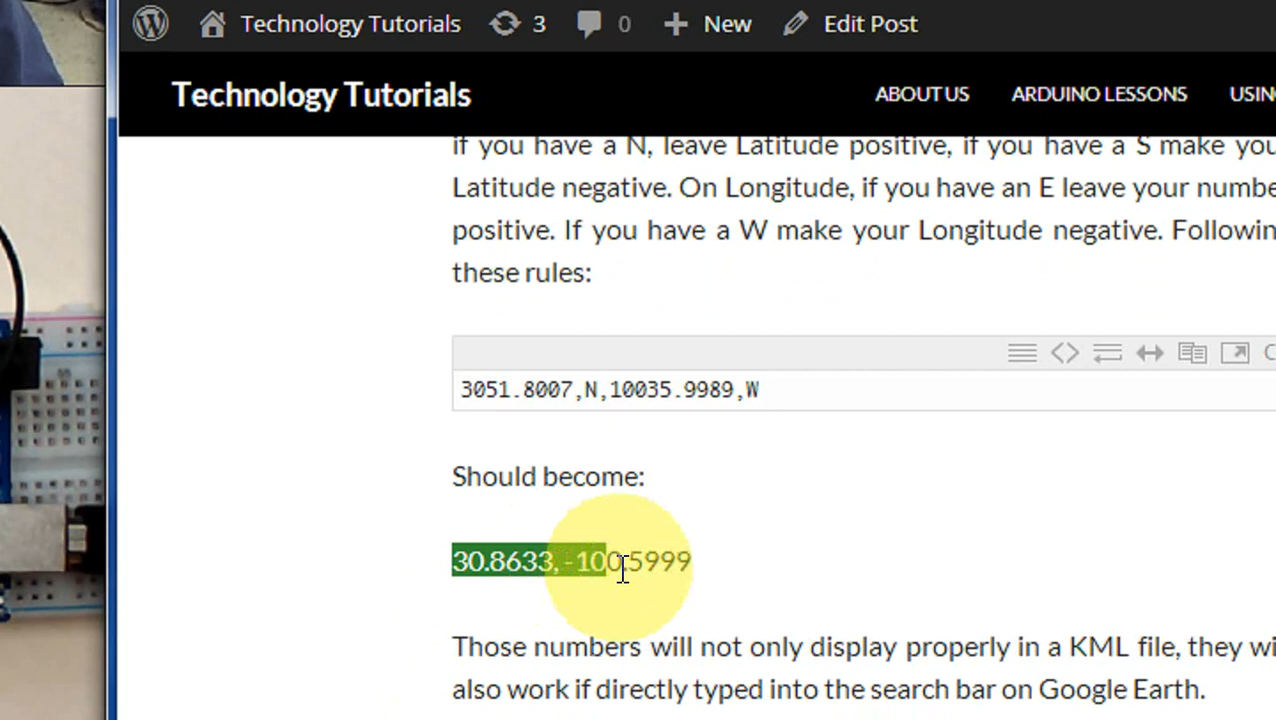 Technology Tutorials 3 0 New Edit Post
Technology Tutorials ABOUT US ARDUINO LESSONS
if you have a N, leave Latitude positive, if you have a S make
Latitude negative. On Longitude, if you have an E leave your
positive. If you have a W make your Longitude negative.
these rules:
3051.8007,N,10035.9989,W
Should become:
30.8633, -100.5999
Those numbers will not only display properly in a KML file, they
also work if directly typed into the search bar on Google Earth.